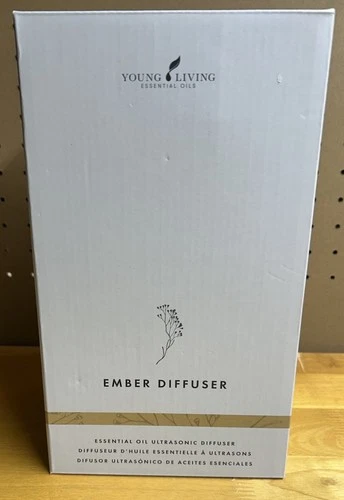 YOUNG LIVING
ESSENTIAL OILS
EMBER DIFFUSER
ESSENTIAL OIL ULTRASONIC DIFFUSER
DIFFUSEUR D'HUILE ESSENTIELLE À ULTRASONS
DIFUSOR ULTRASÓNICO DE ACEITES ESENCIALES